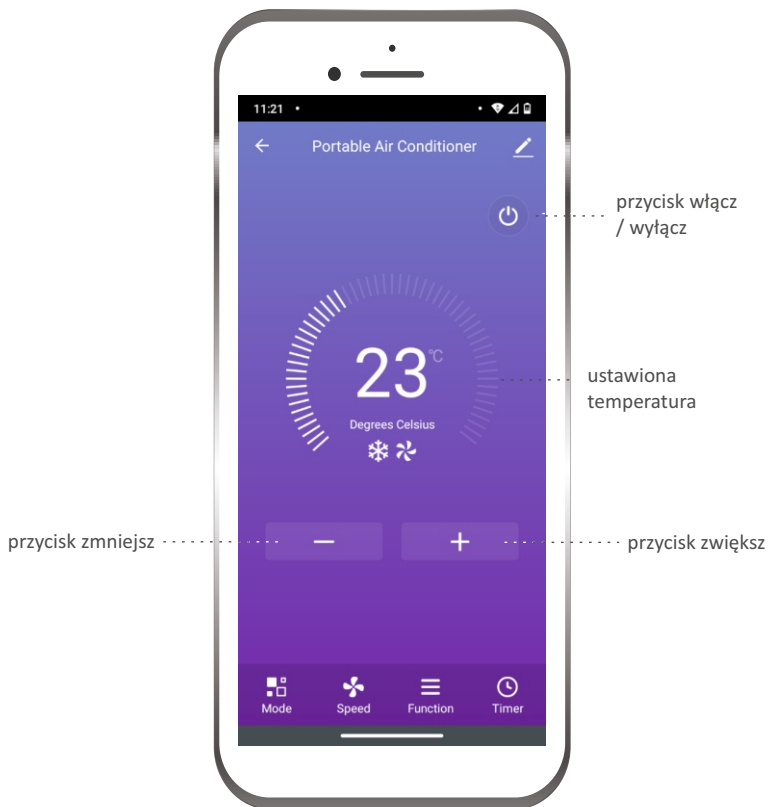 11:21
Portable Air Conditioner
przycisk włącz
/ wyłącz
23°C
ustawiona
temperatura
Degrees Celsius
przycisk zmniejsz
przycisk zwiększ
Mode
Speed
Function
Timer